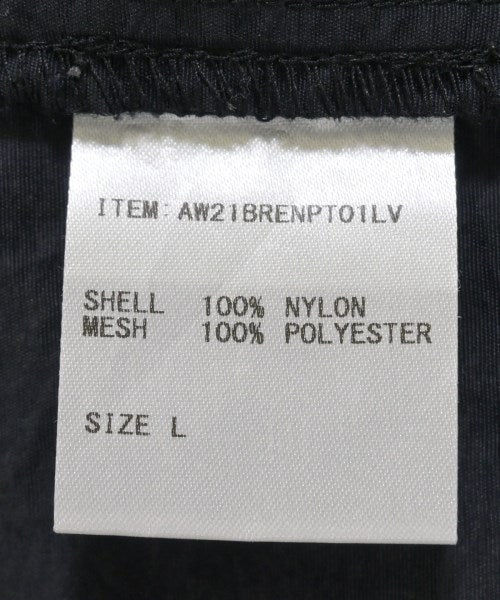 ITEM: AW21BRENPT01LV
SHELL 100% NYLON
MESH 100% POLYESTER
SIZE L